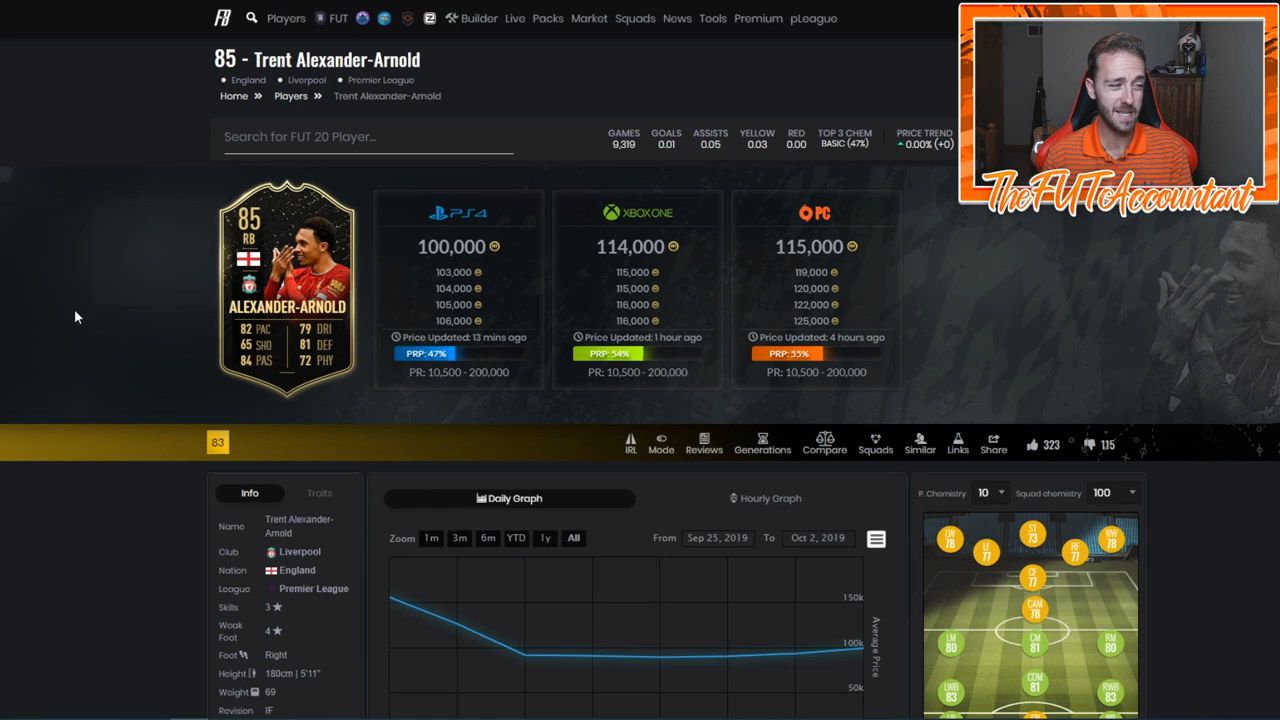 FB Players FUT Z Builder Live Packs Market Squads News Tools Premium pLeague
85 - Trent Alexander-Arnold
England Liverpool Premier League
Home >> Players >> Trent Alexander-Arnold
Search for FUT 20 Player...
GAMES GOALS ASSISTS YELLOW RED TOP 3 CHEM PRICE TREND
9,319 0.01 0.05 0.03 0.00 BASIC (47%) 0.00% (+0)
TheFUTAccountant
85
RB
ALEXANDER-ARNOLD
82 PAC 79 DRI
65 SHO 81 DEF
84 PAS 72 PHY
PS4
100,000
103,000
104,000
105,000
106,000
Price Updated: 13 mins ago
PRP: 47%
PR: 10,500 - 200,000
XBOX ONE
114,000
115,000
115,000
116,000
116,000
Price Updated: 1 hour ago
PRP: 54%
PR: 10,500 - 200,000
PC
115,000
119,000
120,000
122,000
125,000
Price Updated: 4 hours ago
PRP: 55%
PR: 10,500 - 200,000
83
IRL Mode Reviews Generations Compare Squads Similar Links Share 323 115
Info Traits
Name Trent Alexander-
Arnold
Club Liverpool
Nation England
League Premier League
Skills 3★
Weak
Foot 4★
Foot Right
Height 180cm | 5'11"
Weight 69
Revision IF
Daily Graph Hourly Graph
Zoom 1m 3m 6m YTD 1y All From Sep 25, 2019 To Oct 2, 2019
150k
100k
50k
Average Price
P. Chemistry 10 Squad chemistry 100
LW
78
ST
73
RW
78
LF
77
RF
77
CF
77
CAM
78
LM
80
CM
81
RM
80
CDM
81
LWB
83
RWB
83